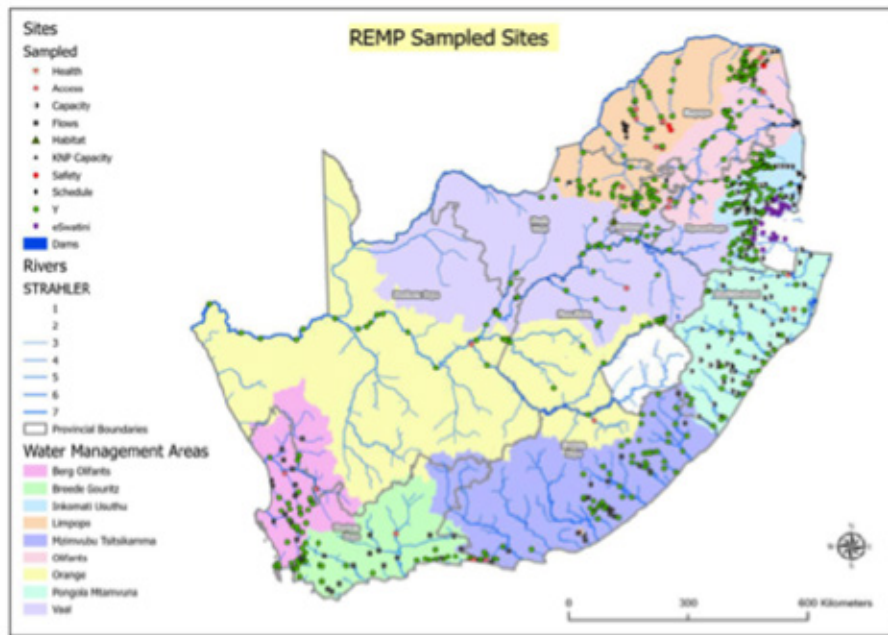 REMP Sampled Sites
Sites
Sampled
Health
Access
Capacity
Flows
Habitat
KNP Capacity
Safety
Schedule
Y
eSwatini
Dams
Rivers
STRAHLER
1
2
3
4
5
6
7
Provincial Boundaries
Water Management Areas
Berg Olifants
Breede Gouritz
Inkomati Usuthu
Limpopo
Mzimvubu Tsitsikamma
Olifants
Orange
Pongola Mtamvuna
Vaal
0 300 600 Kilometers